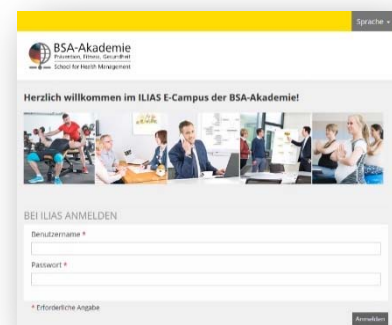 Sprache
BSA-Akademie
Prävention, Fitness, Gesundheit
School for Health Management
Herzlich willkommen im ILIAS E-Campus der BSA-Akademie!
BEI ILIAS ANMELDEN
Benutzername *
Passwort *
* Erforderliche Angabe
Anmelden